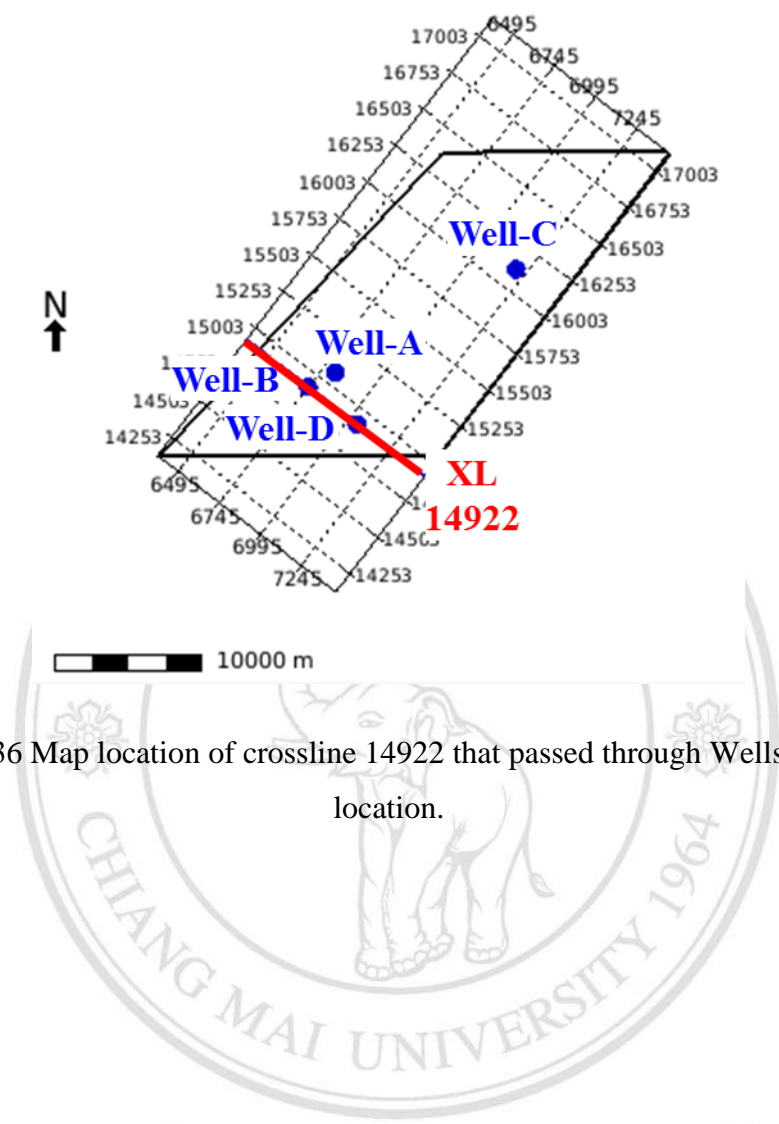 6495
17003
6745
16753
6995
16503
7245
16253
17003
16003
16753
15753
Well-C
16503
15503
16253
15253
N
16003
15003
Well-A
15753
Well-B
15503
Well-D
15253
14253
XL
6495
14922
6745
6995
7245
14253
10000 m
36 Map location of crossline 14922 that passed through Wells
location.
CHIANG MAI UNIVERSITY 1964